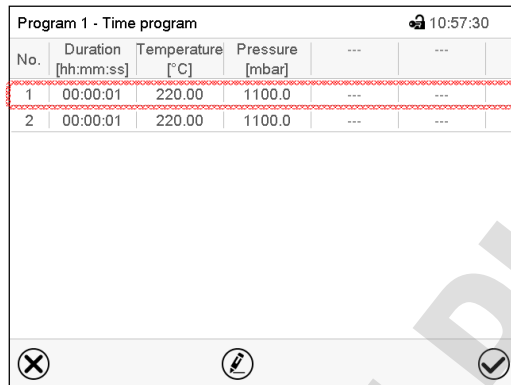 Program 1 - Time program 10:57:30
No. Duration [hh:mm:ss] Temperature [°C] Pressure [mbar] --- ---
1 00:00:01 220.00 1100.0 --- ---
2 00:00:01 220.00 1100.0 --- ---